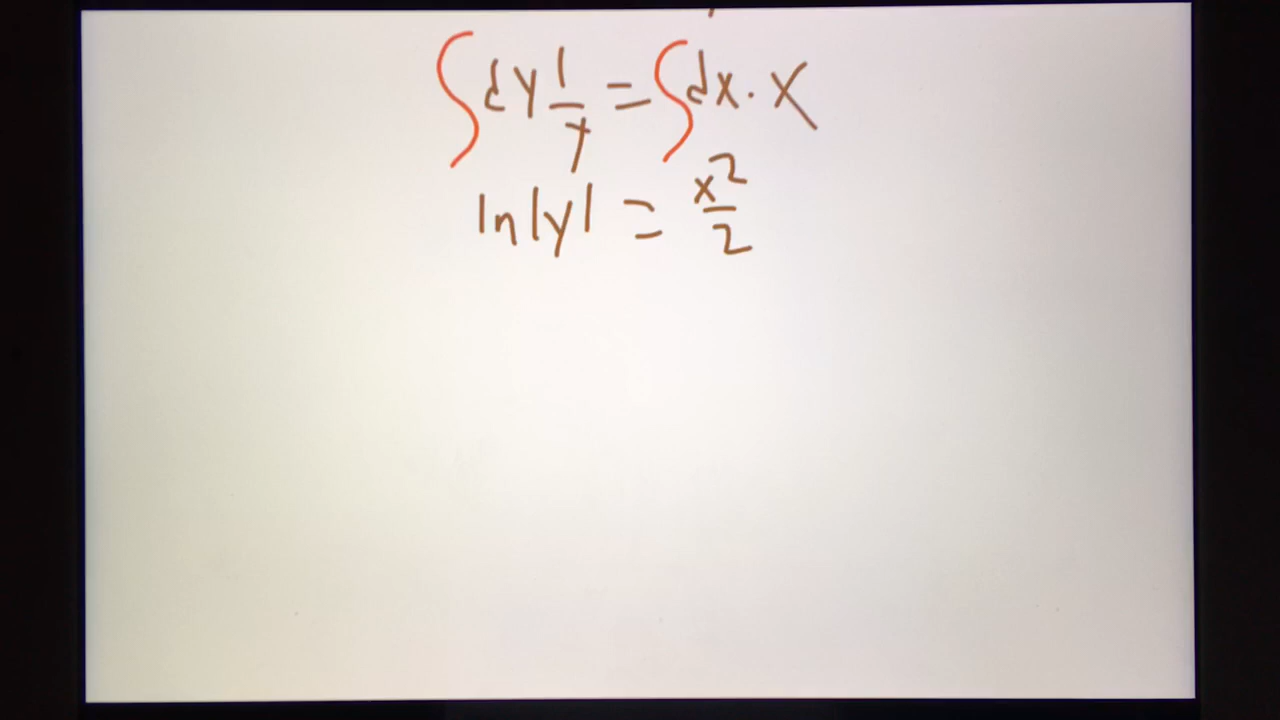 ∫ dy 1/y = ∫ dx · x
ln|y| = x²/2